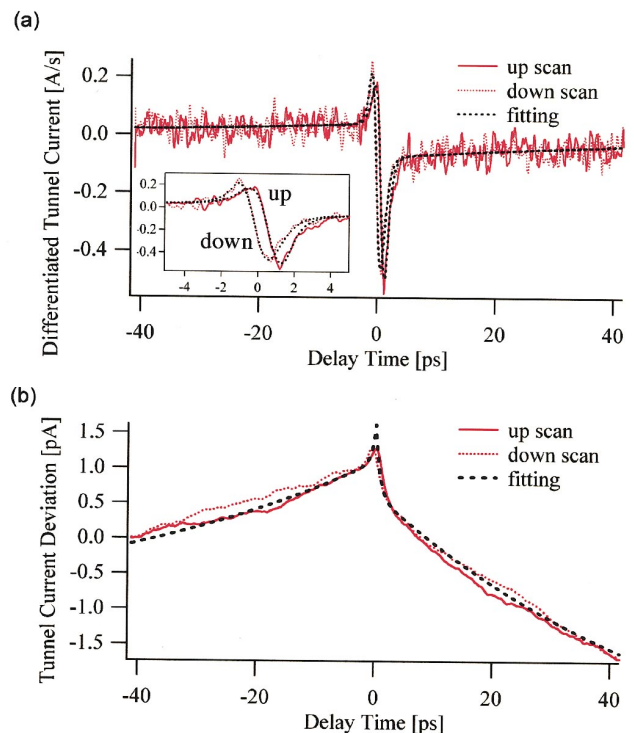 (a)
Differentiated Tunnel Current [A/s]
0.2
0.0
-0.2
-0.4
up scan
down scan
fitting
0.2
0.0
-0.2
-0.4
up
down
-4 -2 0 2 4
-40 -20 0 20 40
Delay Time [ps]
(b)
Tunnel Current Deviation [pA]
1.5
1.0
0.5
0.0
-0.5
-1.0
-1.5
up scan
down scan
fitting
-40 -20 0 20 40
Delay Time [ps]